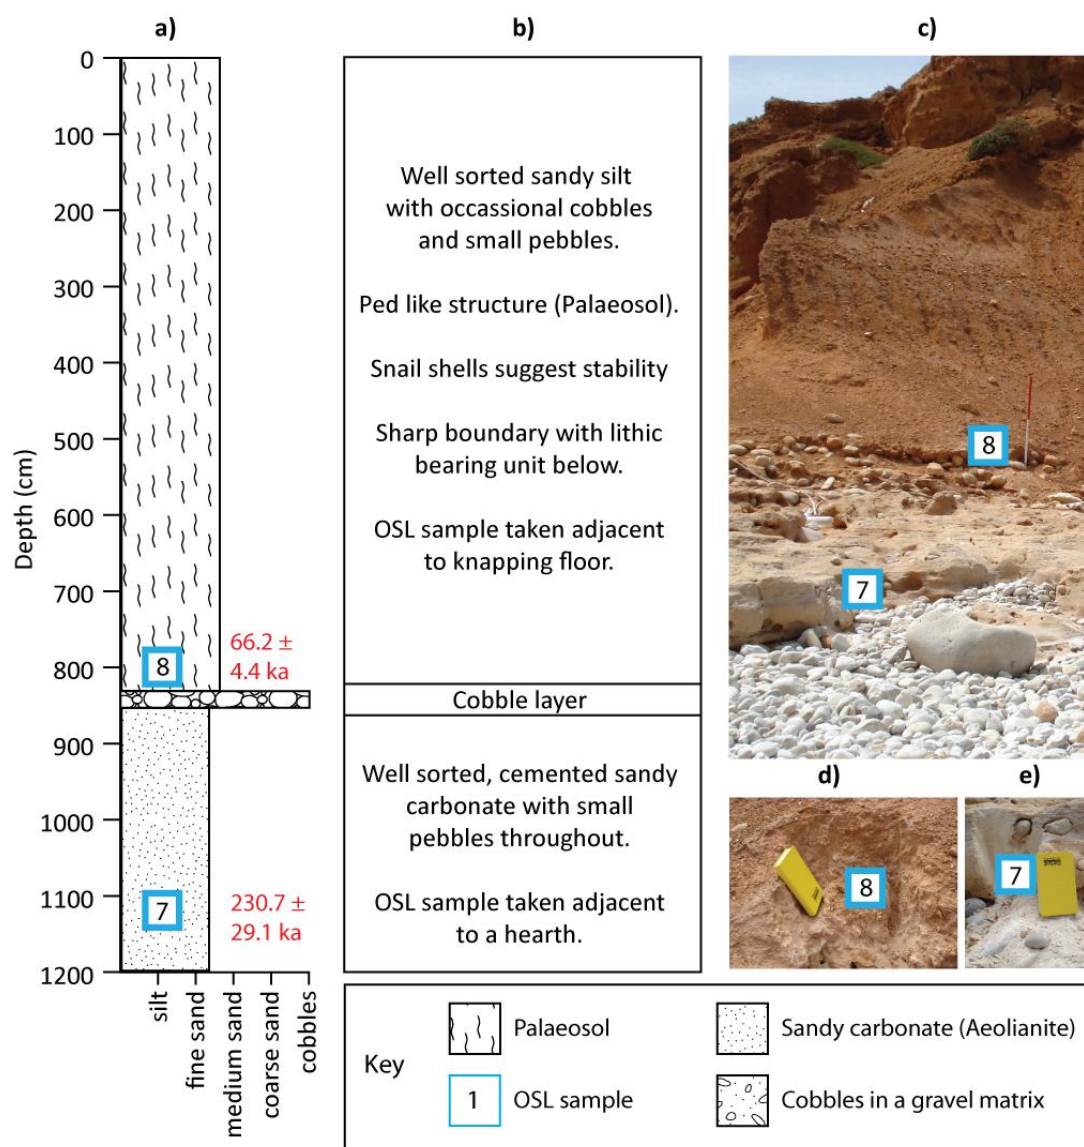 a)
0
100
200
300
400
500
600
700
800
900
1000
1100
1200
Depth (cm)
8
66.2 ±
4.4 ka
7
230.7 ±
29.1 ka
silt
fine sand
medium sand
coarse sand
cobbles
b)
Well sorted sandy silt
with occassional cobbles
and small pebbles.
Ped like structure (Palaeosol).
Snail shells suggest stability
Sharp boundary with lithic
bearing unit below.
OSL sample taken adjacent
to knapping floor.
Cobble layer
Well sorted, cemented sandy
carbonate with small
pebbles throughout.
OSL sample taken adjacent
to a hearth.
c)
8
7
d)
8
e)
7
Key
Palaeosol
Sandy carbonate (Aeolianite)
1
OSL sample
Cobbles in a gravel matrix